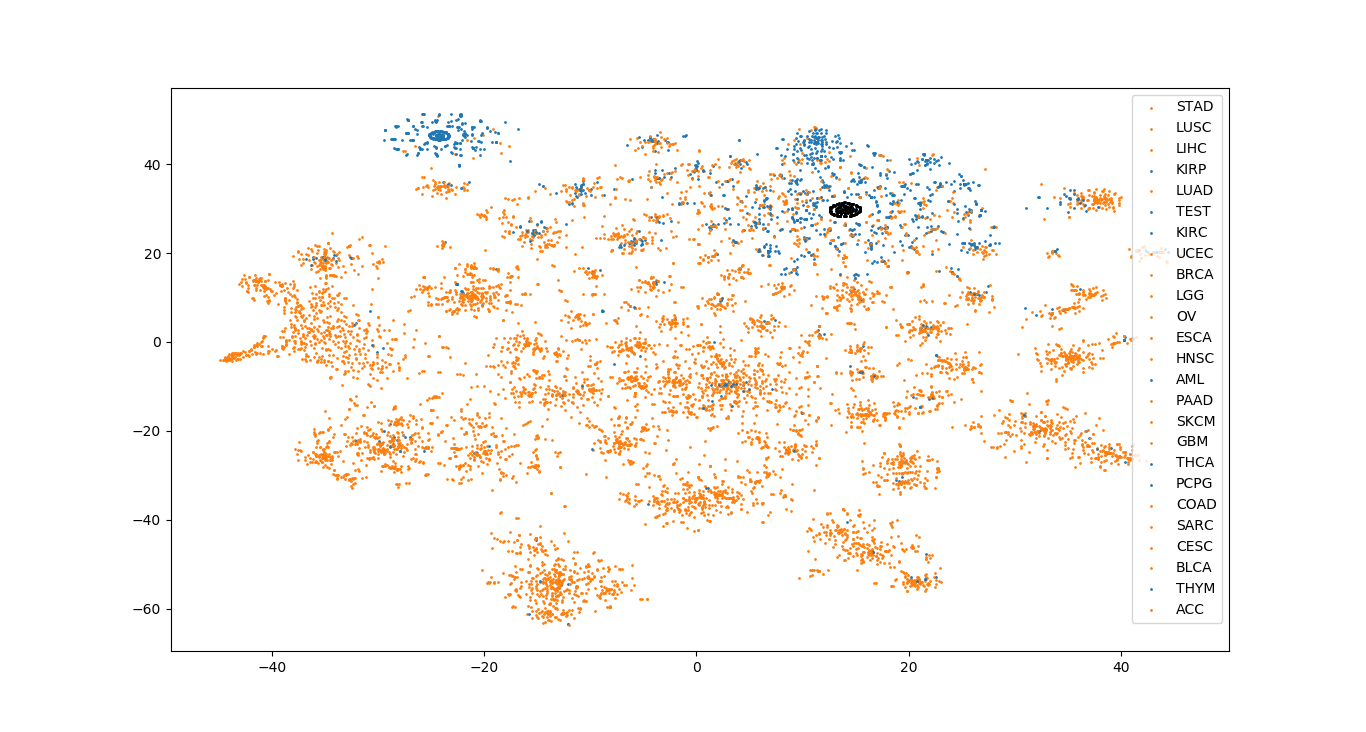 STAD
LUSC
LIHC
KIRP
LUAD
TEST
KIRC
UCEC
BRCA
LGG
OV
ESCA
HNSC
AML
PAAD
SKCM
GBM
THCA
PCPG
COAD
SARC
CESC
BLCA
THYM
ACC
40
20
0
−20
−40
−60
−40
−20
0
20
40